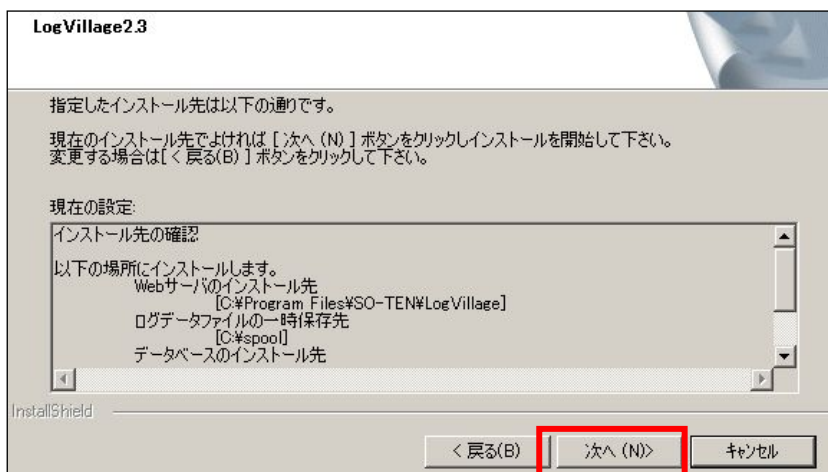 LogVillage2.3
指定したインストール先は以下の通りです。
現在のインストール先でよければ [ 次へ (N) ] ボタンをクリックしインストールを開始して下さい。
変更する場合は[ < 戻る(B) ] ボタンをクリックして下さい。
現在の設定:
インストール先の確認
以下の場所にインストールします。
Webサーバのインストール先
[C:¥Program Files¥SO-TEN¥LogVillage]
ログデータファイルの一時保存先
[C:¥spool]
データベースのインストール先
InstallShield
< 戻る(B)
次へ (N)>
キャンセル